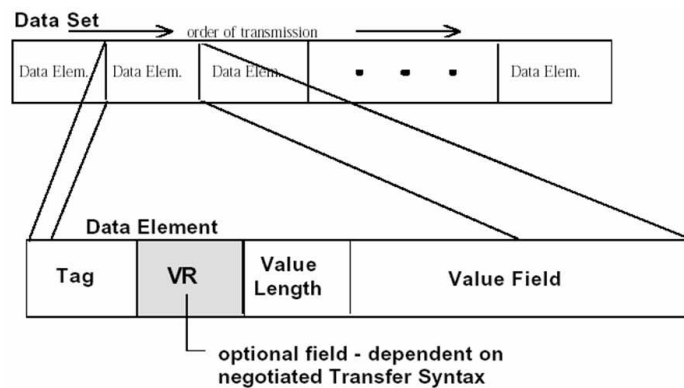 Data Set
order of transmission
Data Elem. Data Elem. Data Elem. Data Elem.
Data Element
Tag VR Value Length Value Field
optional field - dependent on
negotiated Transfer Syntax